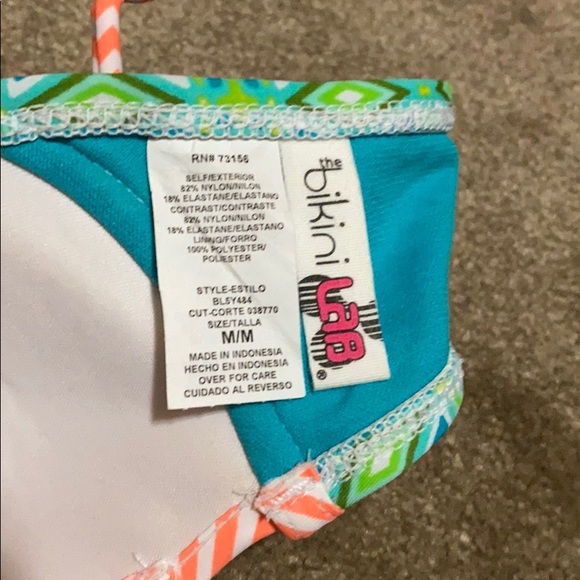 RN# 73156
SELF/EXTERIOR
82% NYLON/NILON
18% ELASTANE/ELASTANO
CONTRAST/CONTRASTE
82% NYLON/NILON
18% ELASTANE/ELASTANO
LINING/FORRO
100% POLYESTER/
POLIESTER
STYLE-ESTILO
BL5Y484
CUT-CORTE 038770
SIZE/TALLA
M/M
MADE IN INDONESIA
HECHO EN INDONESIA
OVER FOR CARE
CUIDADO AL REVERSO
the
bikini
LaB
®